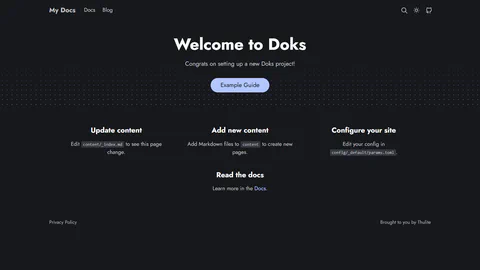 My Docs Docs Blog
Welcome to Doks
Congrats on setting up a new Doks project!
Example Guide
Update content
Edit content/_index.md to see this page
change.
Add new content
Add Markdown files to content to create new
pages.
Configure your site
Edit your config in
config/_default/params.toml
Read the docs
Learn more in the Docs.
Privacy Policy
Brought to you by Thulite